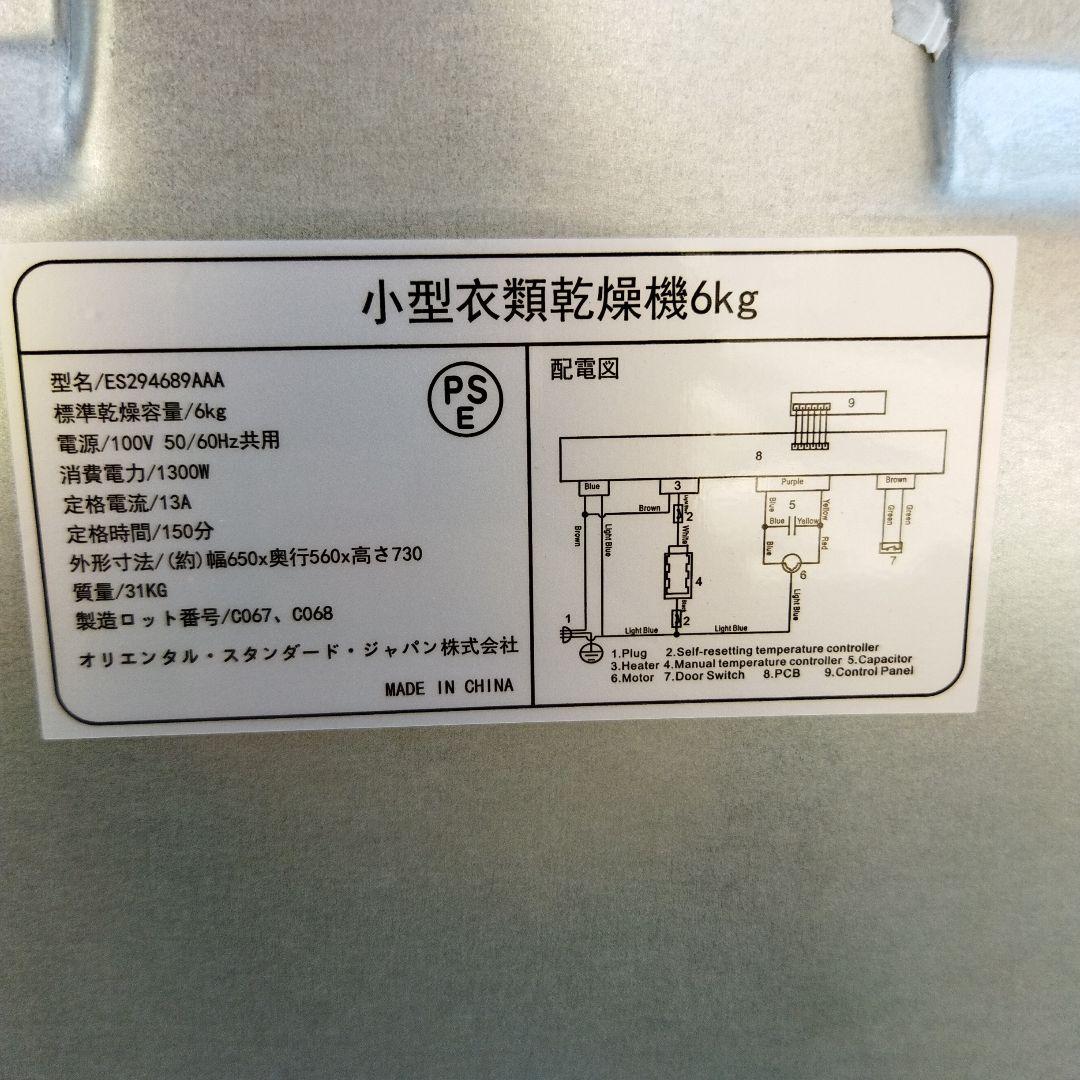 小型衣類乾燥機6kg
型名/ES294689AAA
PS
E
標準乾燥容量/6kg
電源/100V 50/60Hz共用
消費電力/1300W
定格電流/13A
定格時間/150分
外形寸法/(約)幅650x奥行560x高さ730
質量/31KG
製造ロット番号/C067、C068
オリエンタル・スタンダード・ジャパン株式会社
MADE IN CHINA
配電図
9
8
Blue
3
Purple
Brown
Brown
2
Blue
5
Yellow
Blue
Yellow
Green
Green
Brown
Light Blue
White
Blue
Red
7
4
6
Light Blue
2
1
Light Blue
Light Blue
1.Plug 2.Self-resetting temperature controller
3.Heater 4.Manual temperature controller 5.Capacitor
6.Motor 7.Door Switch 8.PCB 9.Control Panel